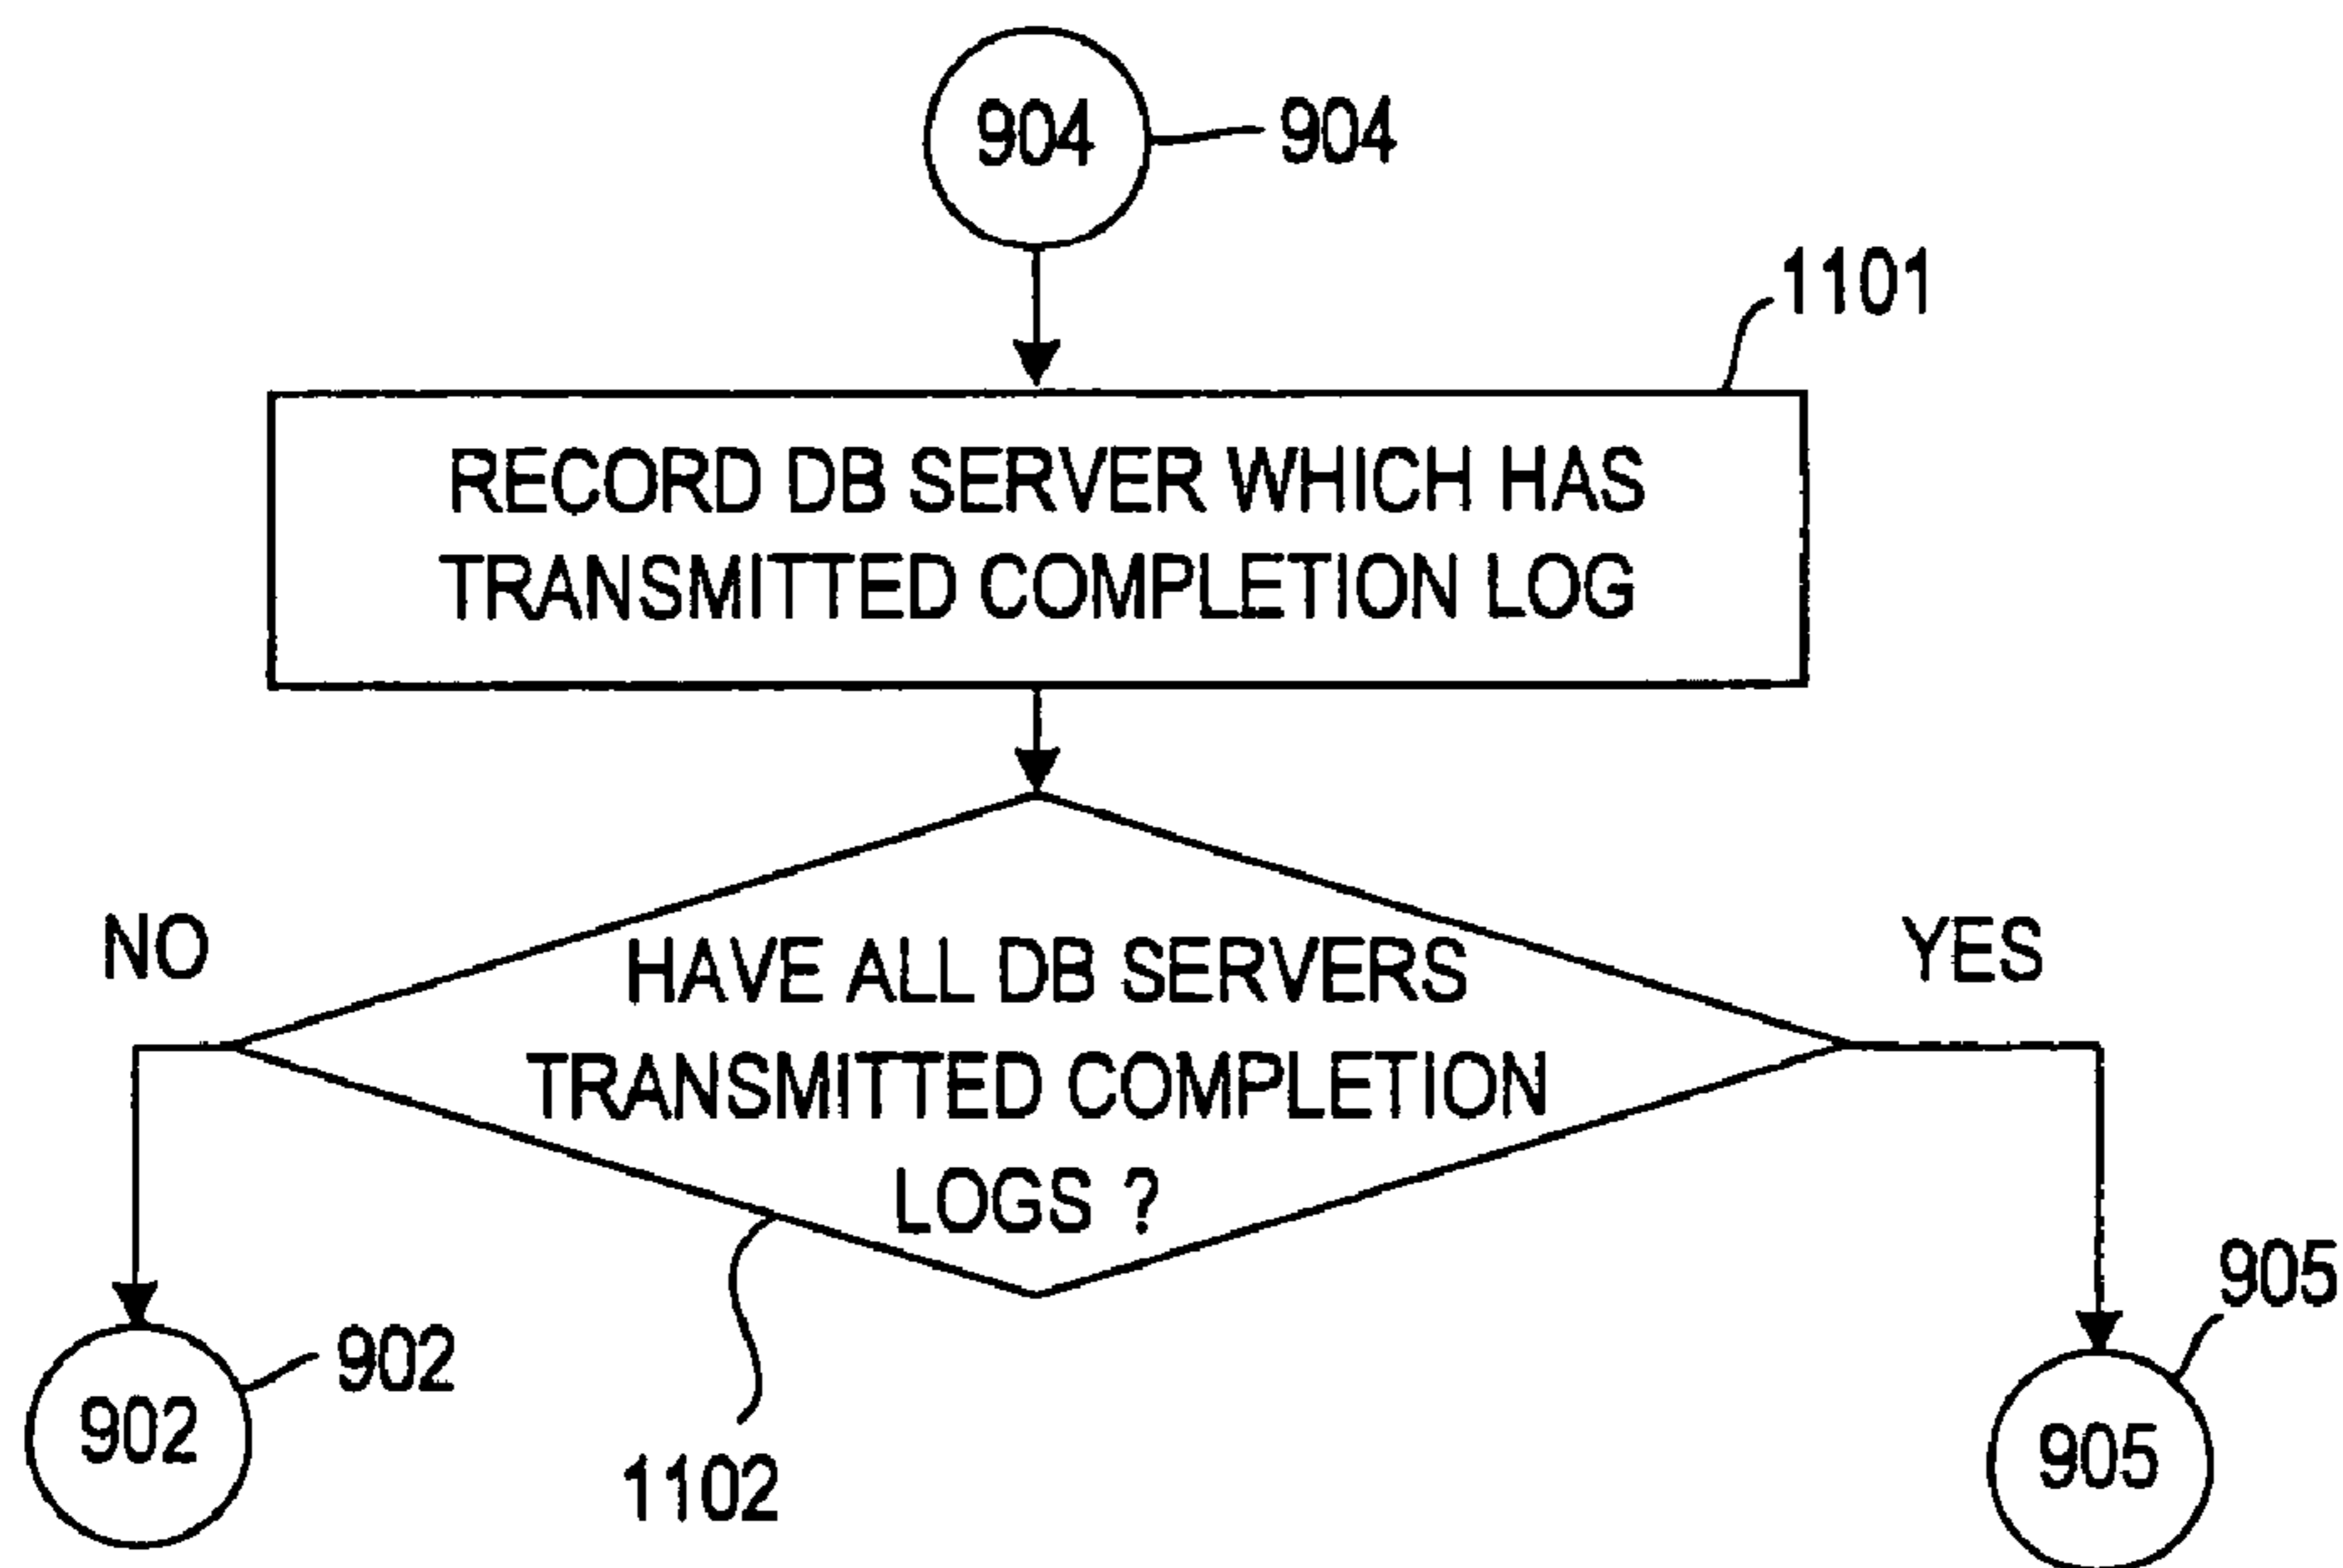 904
904
1101
RECORD DB SERVER WHICH HAS
TRANSMITTED COMPLETION LOG
NO
YES
HAVE ALL DB SERVERS
TRANSMITTED COMPLETION
LOGS ?
905
902
902
905
1102